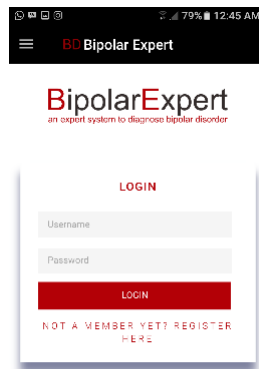 79% 12:45 AM
BD Bipolar Expert
BipolarExpert
an expert system to diagnose bipolar disorder
LOGIN
Username
Password
LOGIN
NOT A MEMBER YET? REGISTER
HERE